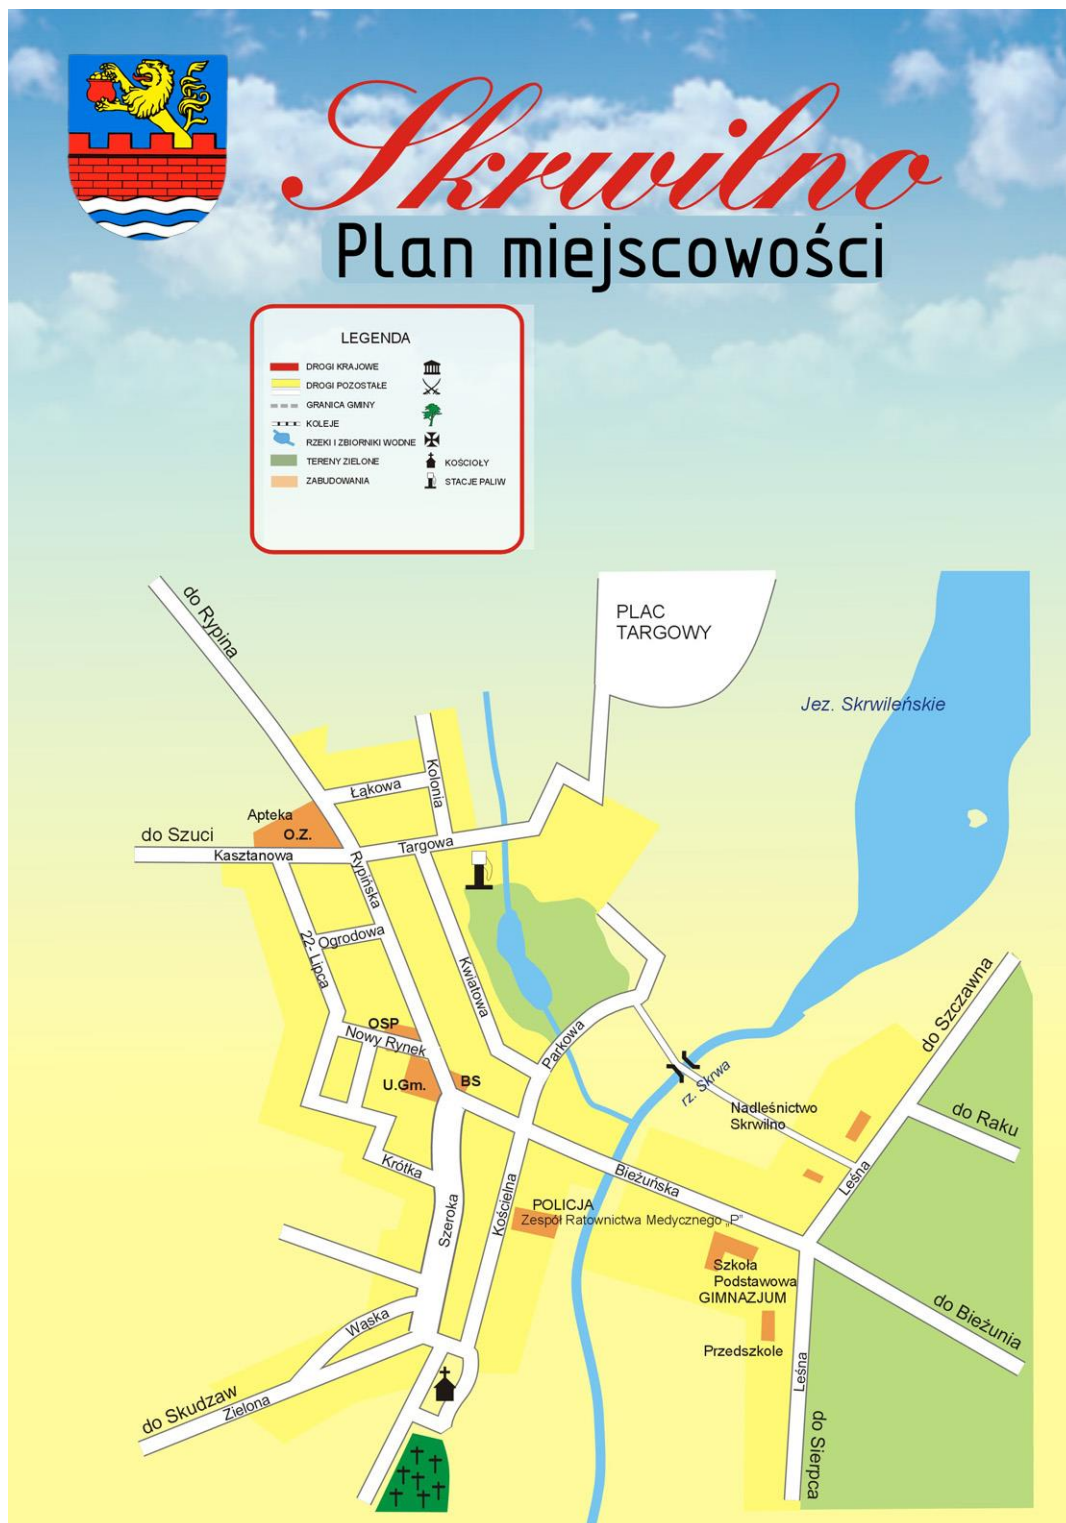 Skrwilno
Plan miejscowości
LEGENDA
DROGI KRAJOWE
DROGI POZOSTAŁE
GRANICA GMINY
KOLEJE
RZEKI I ZBIORNIKI WODNE
TERENY ZIELONE
ZABUDOWANIA
KOŚCIOŁY
STACJE PALIW
do Rypina
PLAC
TARGOWY
Jez. Skrwileńskie
Łąkowa
Kolonia
Apteka
O.Z.
do Szuci
Kasztanowa
Targowa
Rypińska
22- Lipca
Ogrodowa
Kwiatowa
do Szczawna
OSP
Nowy Rynek
Parkowa
U.Gm.
BS
rz. Skrwa
Nadleśnictwo
Skrwilno
do Raku
Krótka
Bieżuńska
Leśna
Szeroka
Kościelna
POLICJA
Zespół Ratownictwa Medycznego „P"
Szkoła
Podstawowa
GIMNAZJUM
Wąska
do Bieżunia
Przedszkole
Leśna
do Skudzaw
Zielona
do Sierpca